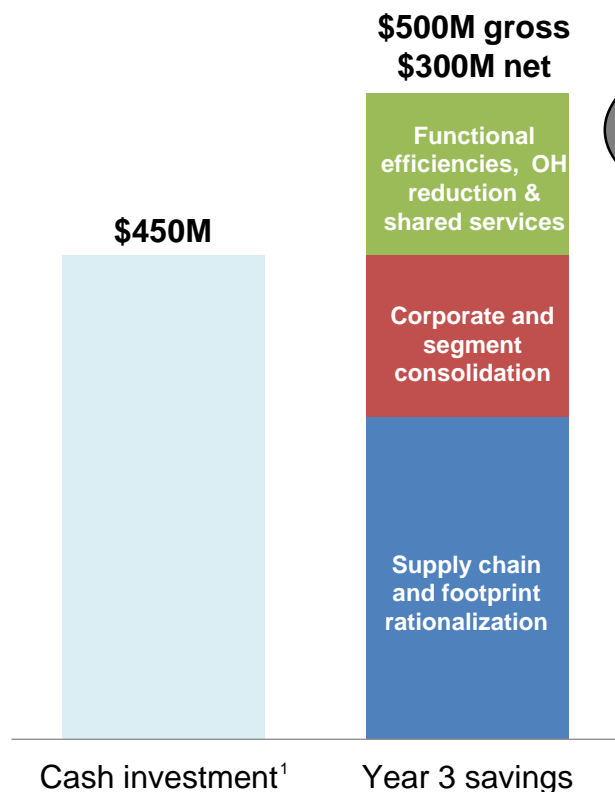 $500M gross
$300M net
Functional
efficiencies, OH
reduction &
shared services
$450M
Corporate and
segment
consolidation
Supply chain
and footprint
rationalization
Cash investment¹
Year 3 savings